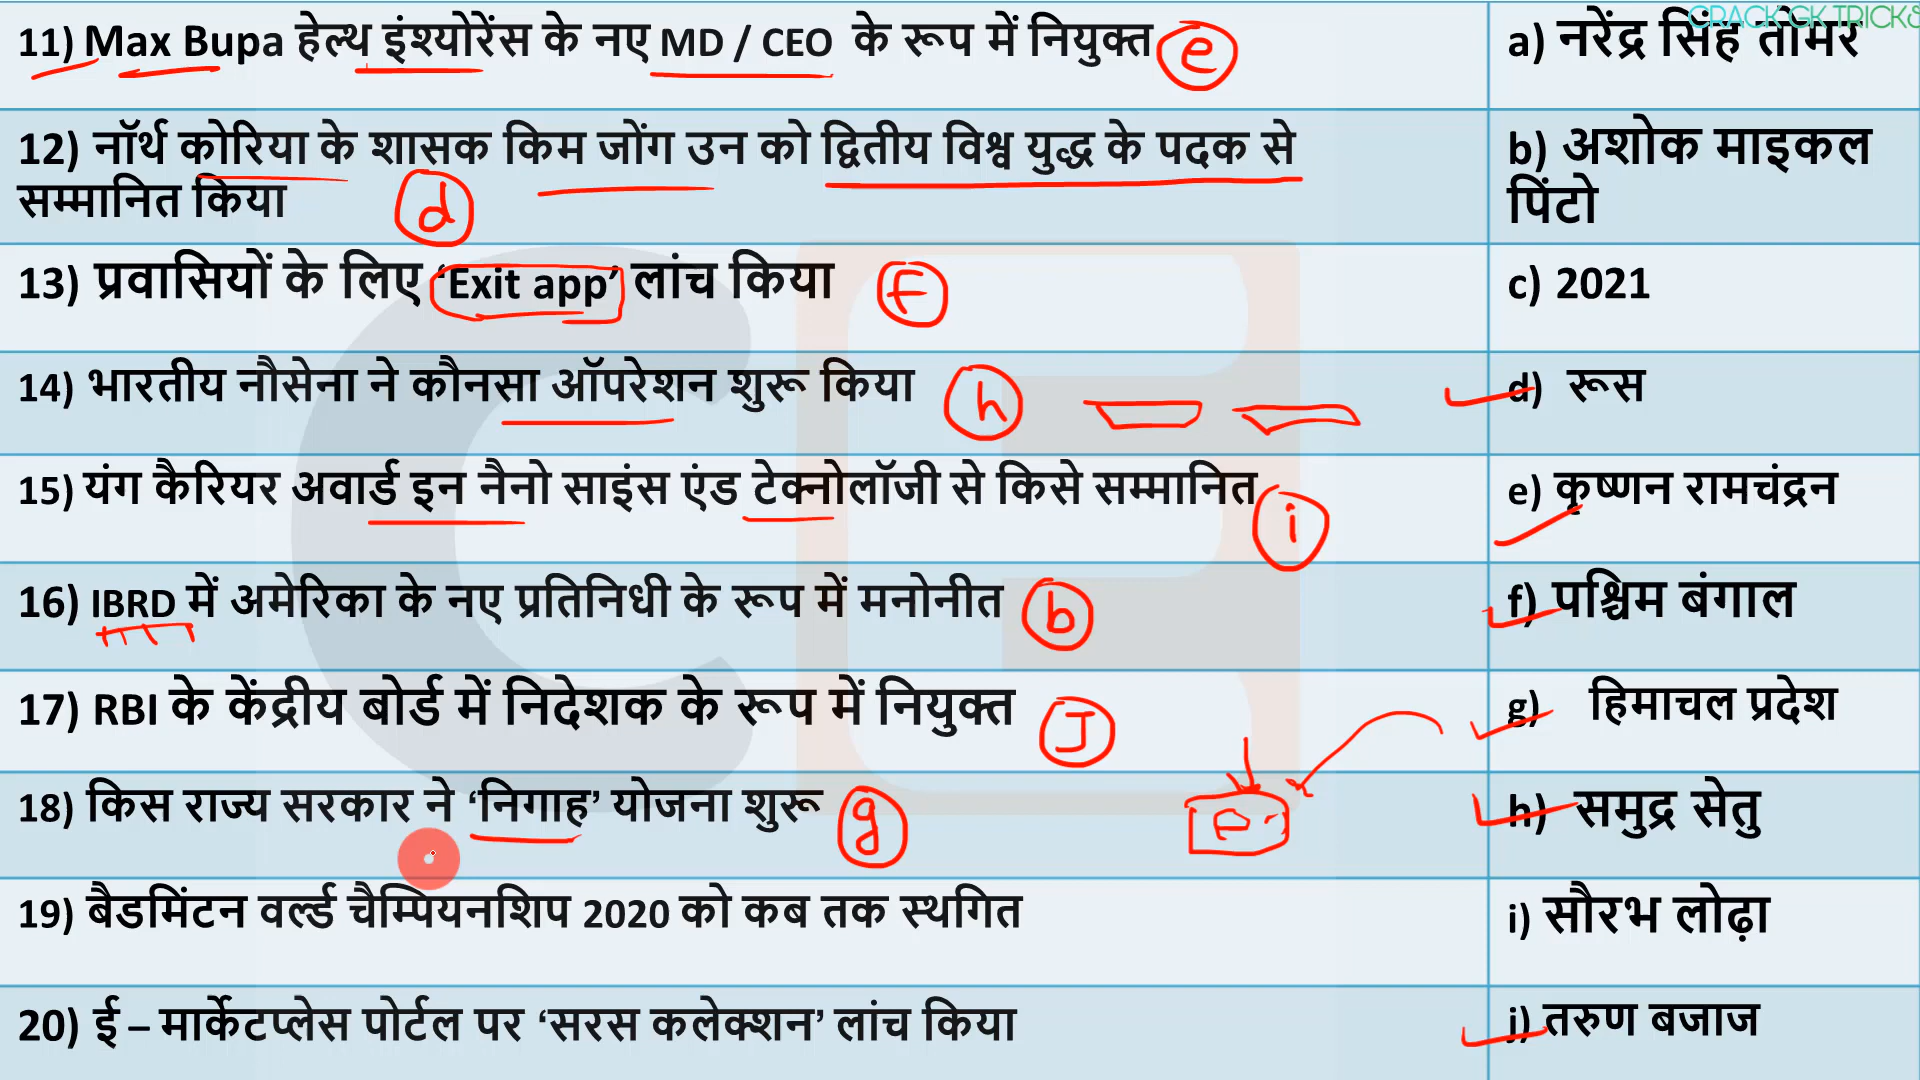 CRACK GK TRICKS
11) Max Bupa हेल्थ इंश्योरेंस के नए MD / CEO के रूप में नियुक्त e
a) नरेंद्र सिंह तोमर
12) नॉर्थ कोरिया के शासक किम जोंग उन को द्वितीय विश्व युद्ध के पदक से
सम्मानित किया d
b) अशोक माइकल
पिंटो
13) प्रवासियों के लिए ‘Exit app’ लांच किया f
c) 2021
14) भारतीय नौसेना ने कौनसा ऑपरेशन शुरू किया h
d) रूस
15) यंग कैरियर अवार्ड इन नैनो साइंस एंड टेक्नोलॉजी से किसे सम्मानित i
e) कृष्णन रामचंद्रन
16) IBRD में अमेरिका के नए प्रतिनिधी के रूप में मनोनीत b
f) पश्चिम बंगाल
17) RBI के केंद्रीय बोर्ड में निदेशक के रूप में नियुक्त J
g) हिमाचल प्रदेश
18) किस राज्य सरकार ने ‘निगाह’ योजना शुरू g
h) समुद्र सेतु
19) बैडमिंटन वर्ल्ड चैम्पियनशिप 2020 को कब तक स्थगित
i) सौरभ लोढ़ा
20) ई – मार्केटप्लेस पोर्टल पर ‘सरस कलेक्शन’ लांच किया
j) तरुण बजाज